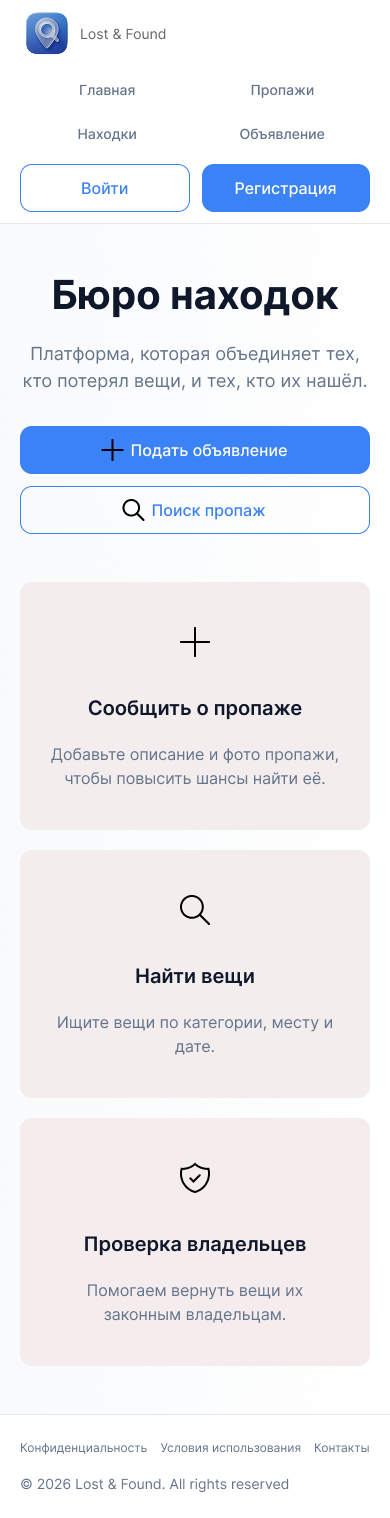 Lost & Found
Главная
Пропажи
Находки
Объявление
Войти
Регистрация
Бюро находок
Платформа, которая объединяет тех,
кто потерял вещи, и тех, кто их нашёл.
Подать объявление
Поиск пропаж
Сообщить о пропаже
Добавьте описание и фото пропажи,
чтобы повысить шансы найти её.
Найти вещи
Ищите вещи по категории, месту и
дате.
Проверка владельцев
Помогаем вернуть вещи их
законным владельцам.
Конфиденциальность
Условия использования
Контакты
© 2026 Lost & Found. All rights reserved